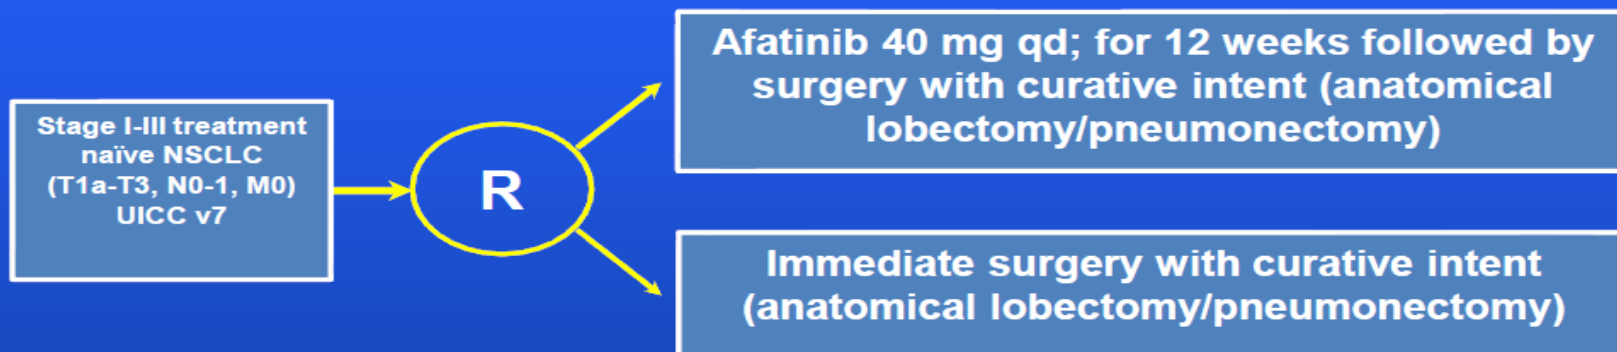 Stage I-III treatment
naïve NSCLC
(T1a-T3, N0-1, M0)
UICC v7
R
Afatinib 40 mg qd; for 12 weeks followed by
surgery with curative intent (anatomical
lobectomy/pneumonectomy)
Immediate surgery with curative intent
(anatomical lobectomy/pneumonectomy)